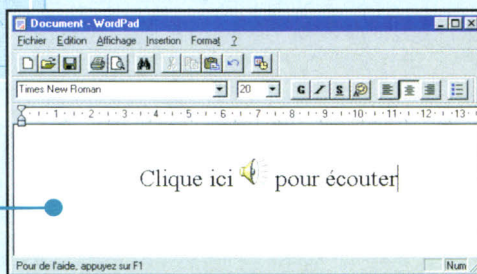 Document - WordPad
Fichier Edition Affichage Insertion Format ?
Times New Roman 20 G I S
1 2 3 4 5 6 7 8 9 10 11 12 13
Clique ici pour écouter
Pour de l'aide, appuyez sur F1 Num